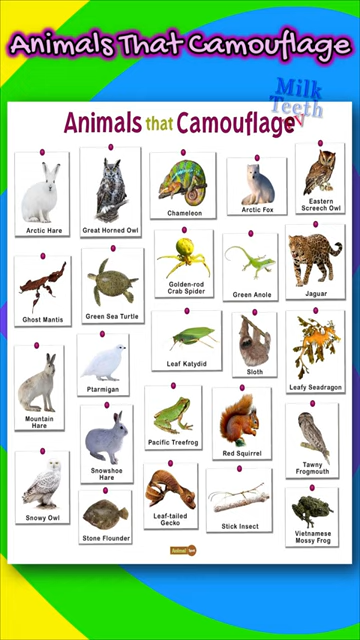 Animals That Camouflage
Milk
Teeth
TV
Animals that Camouflage
Arctic Hare
Great Horned Owl
Chameleon
Arctic Fox
Eastern
Screech Owl
Ghost Mantis
Green Sea Turtle
Golden-rod
Crab Spider
Green Anole
Jaguar
Mountain
Hare
Ptarmigan
Leaf Katydid
Sloth
Leafy Seadragon
Snowshoe
Hare
Pacific Treefrog
Red Squirrel
Tawny
Frogmouth
Snowy Owl
Stone Flounder
Leaf-tailed
Gecko
Stick Insect
Vietnamese
Mossy Frog